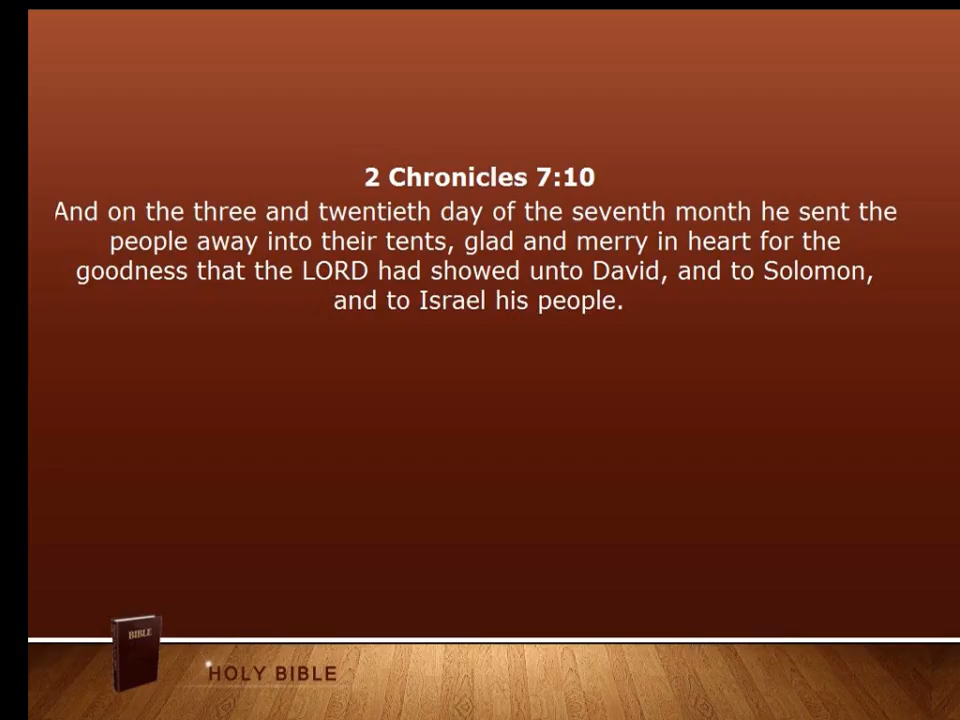 2 Chronicles 7:10
And on the three and twentieth day of the seventh month he sent the
people away into their tents, glad and merry in heart for the
goodness that the LORD had showed unto David, and to Solomon,
and to Israel his people.
BIBLE
HOLY BIBLE